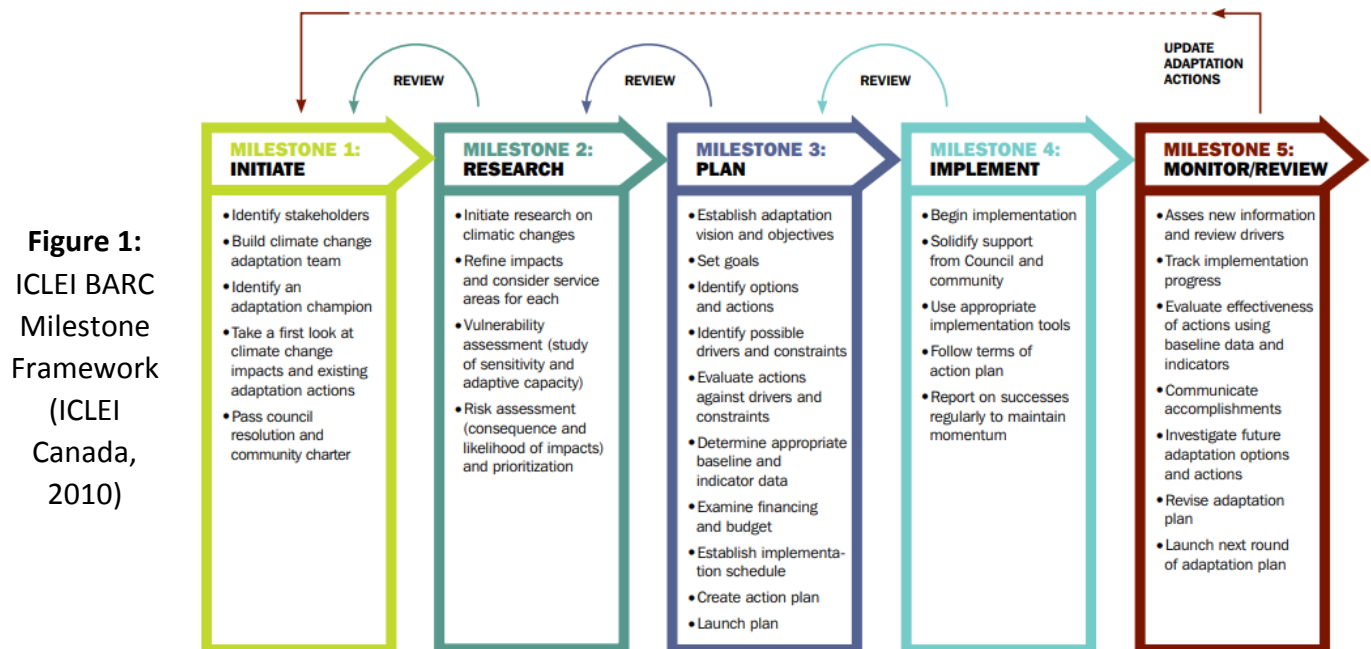 Figure 1:
ICLEI BARC
Milestone
Framework
(ICLEI
Canada,
2010)
REVIEW
REVIEW
REVIEW
UPDATE
ADAPTATION
ACTIONS
MILESTONE 1:
INITIATE
• Identify stakeholders
• Build climate change
adaptation team
• Identify an
adaptation champion
• Take a first look at
climate change
impacts and existing
adaptation actions
• Pass council
resolution and
community charter
MILESTONE 2:
RESEARCH
• Initiate research on
climatic changes
• Refine impacts
and consider service
areas for each
• Vulnerability
assessment (study
of sensitivity and
adaptive capacity)
• Risk assessment
(consequence and
likelihood of impacts)
and prioritization
MILESTONE 3:
PLAN
• Establish adaptation
vision and objectives
• Set goals
• Identify options
and actions
• Identify possible
drivers and constraints
• Evaluate actions
against drivers and
constraints
• Determine appropriate
baseline and
indicator data
• Examine financing
and budget
• Establish implementa-
tion schedule
• Create action plan
• Launch plan
MILESTONE 4:
IMPLEMENT
• Begin implementation
• Solidify support
from Council and
community
• Use appropriate
implementation tools
• Follow terms of
action plan
• Report on successes
regularly to maintain
momentum
MILESTONE 5:
MONITOR/REVIEW
• Asses new information
and review drivers
• Track implementation
progress
• Evaluate effectiveness
of actions using
baseline data and
indicators
• Communicate
accomplishments
• Investigate future
adaptation options
and actions
• Revise adaptation
plan
• Launch next round
of adaptation plan